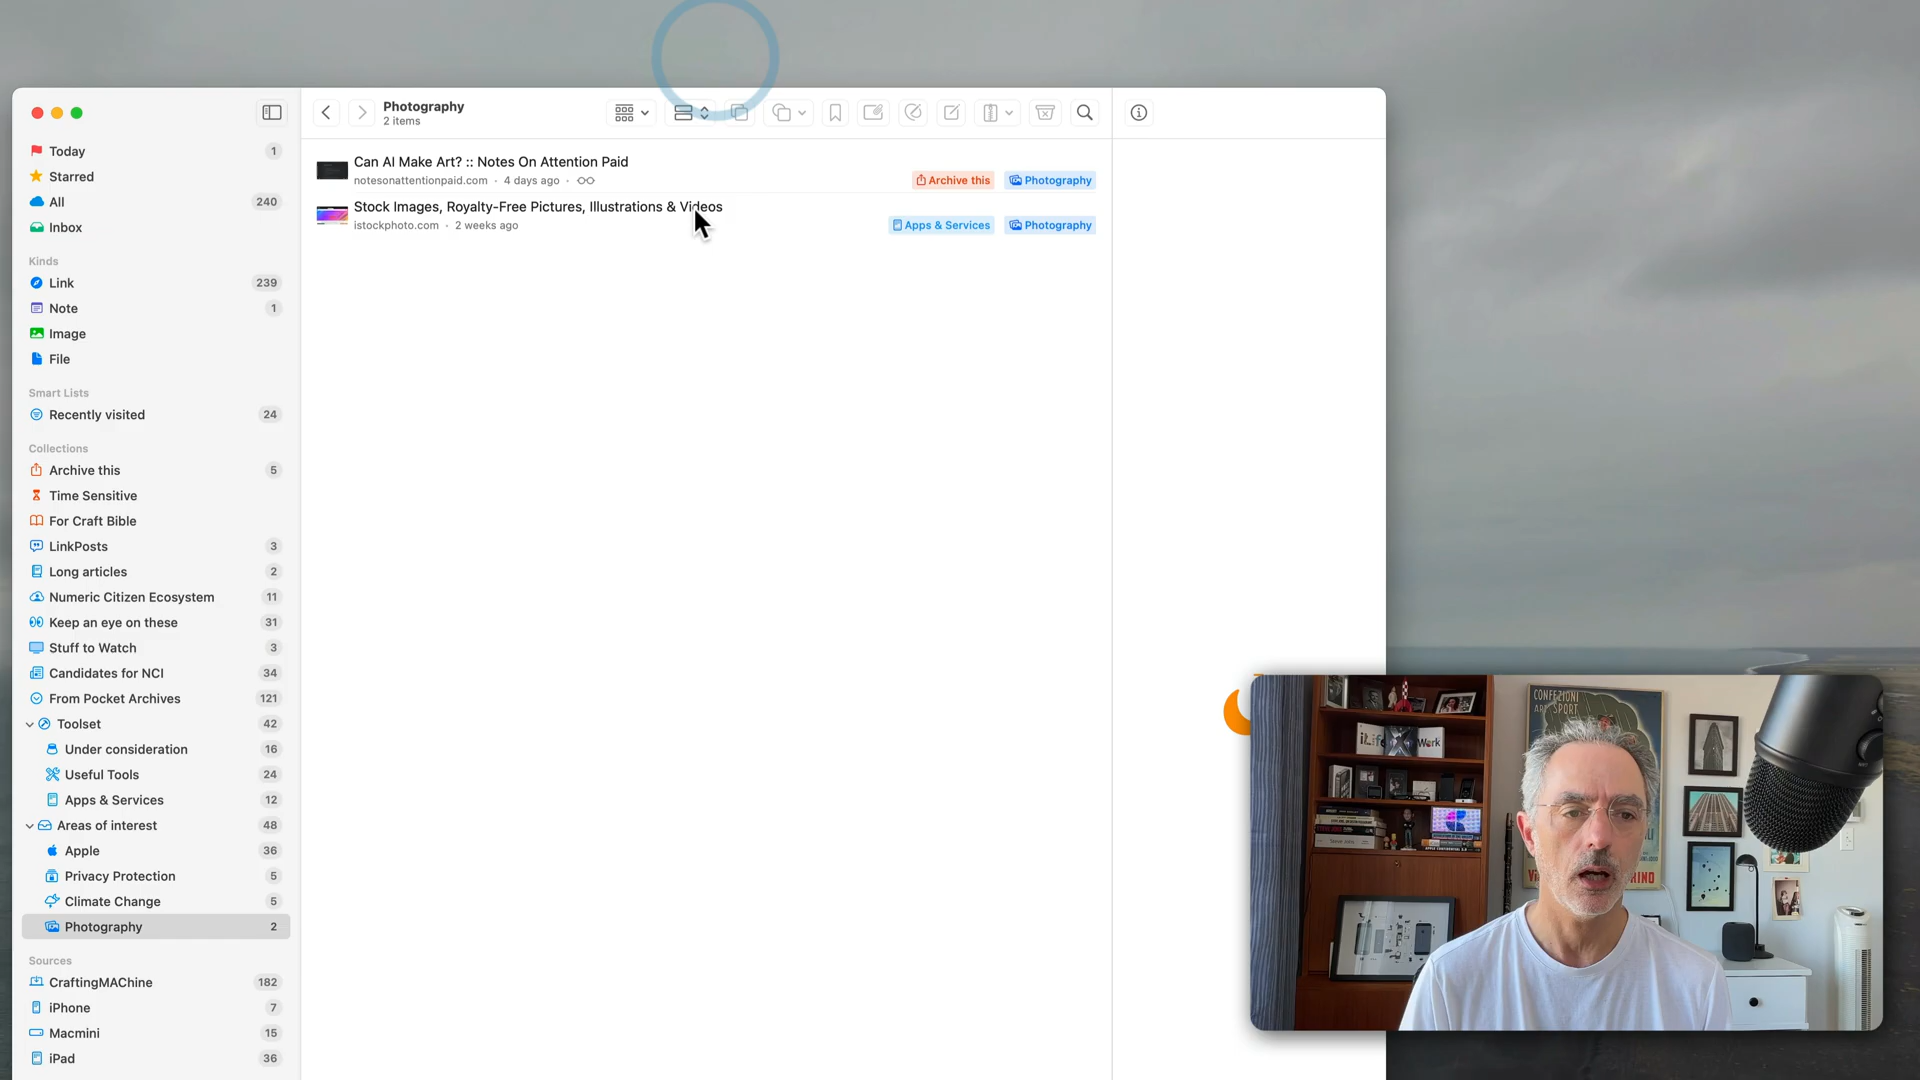 Photography
2 items
Today 1
Starred
All 240
Inbox
Kinds
Link 239
Note 1
Image
File
Smart Lists
Recently visited 24
Collections
Archive this 5
Time Sensitive
For Craft Bible
LinkPosts 3
Long articles 2
Numeric Citizen Ecosystem 11
Keep an eye on these 31
Stuff to Watch 3
Candidates for NCI 34
From Pocket Archives 121
Toolset 42
Under consideration 16
Useful Tools 24
Apps & Services 12
Areas of interest 48
Apple 36
Privacy Protection 5
Climate Change 5
Photography 2
Sources
CraftingMAChine 182
iPhone 7
Macmini 15
iPad 36
Can AI Make Art? :: Notes On Attention Paid
notesonattentionpaid.com · 4 days ago ·
Archive this Photography
Stock Images, Royalty-Free Pictures, Illustrations & Videos
istockphoto.com · 2 weeks ago
Apps & Services Photography
CONFEZIONI
SPORT
iLife
Work